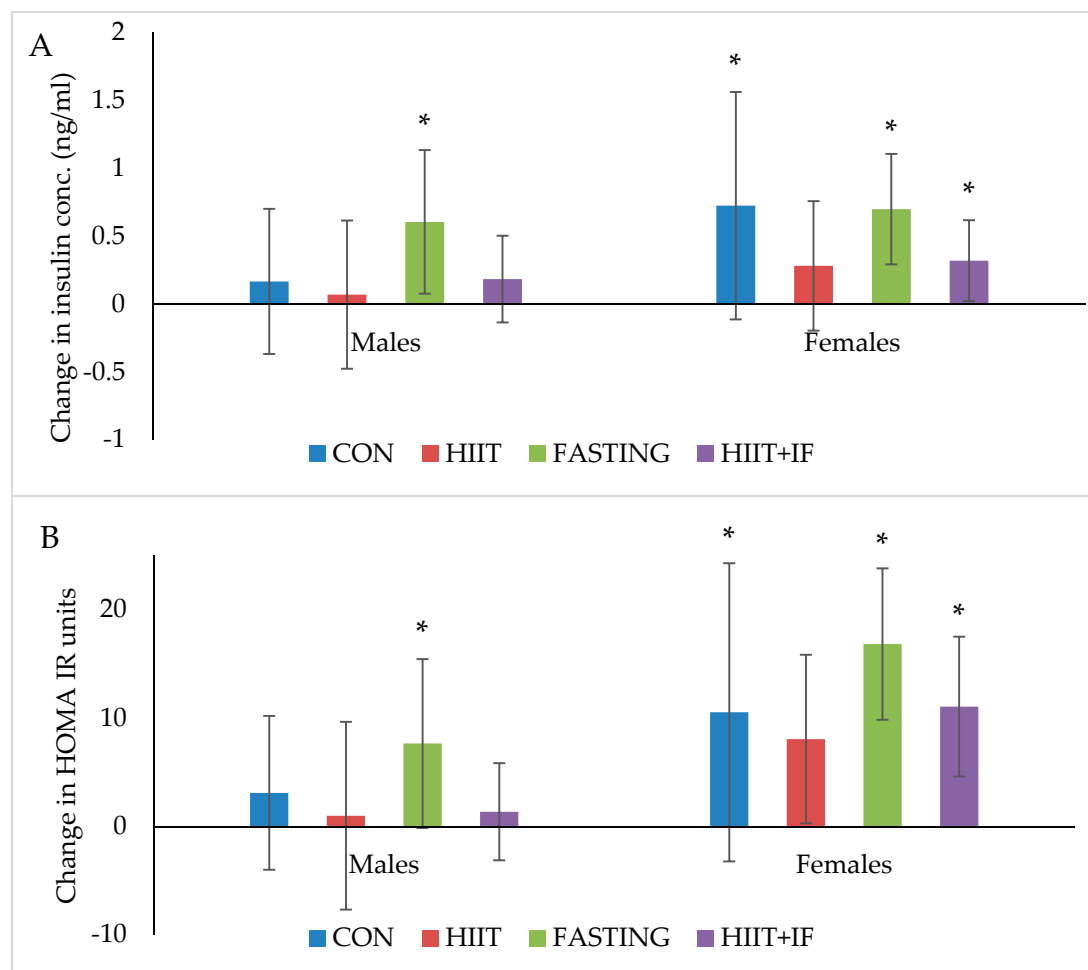 A
Change in insulin conc. (ng/ml)
2
1.5
1
0.5
0
-0.5
-1
*
*
*
*
Males
Females
CON HIIT FASTING HIIT+IF
B
Change in HOMA IR units
20
10
0
-10
*
*
*
*
Males
Females
CON HIIT FASTING HIIT+IF